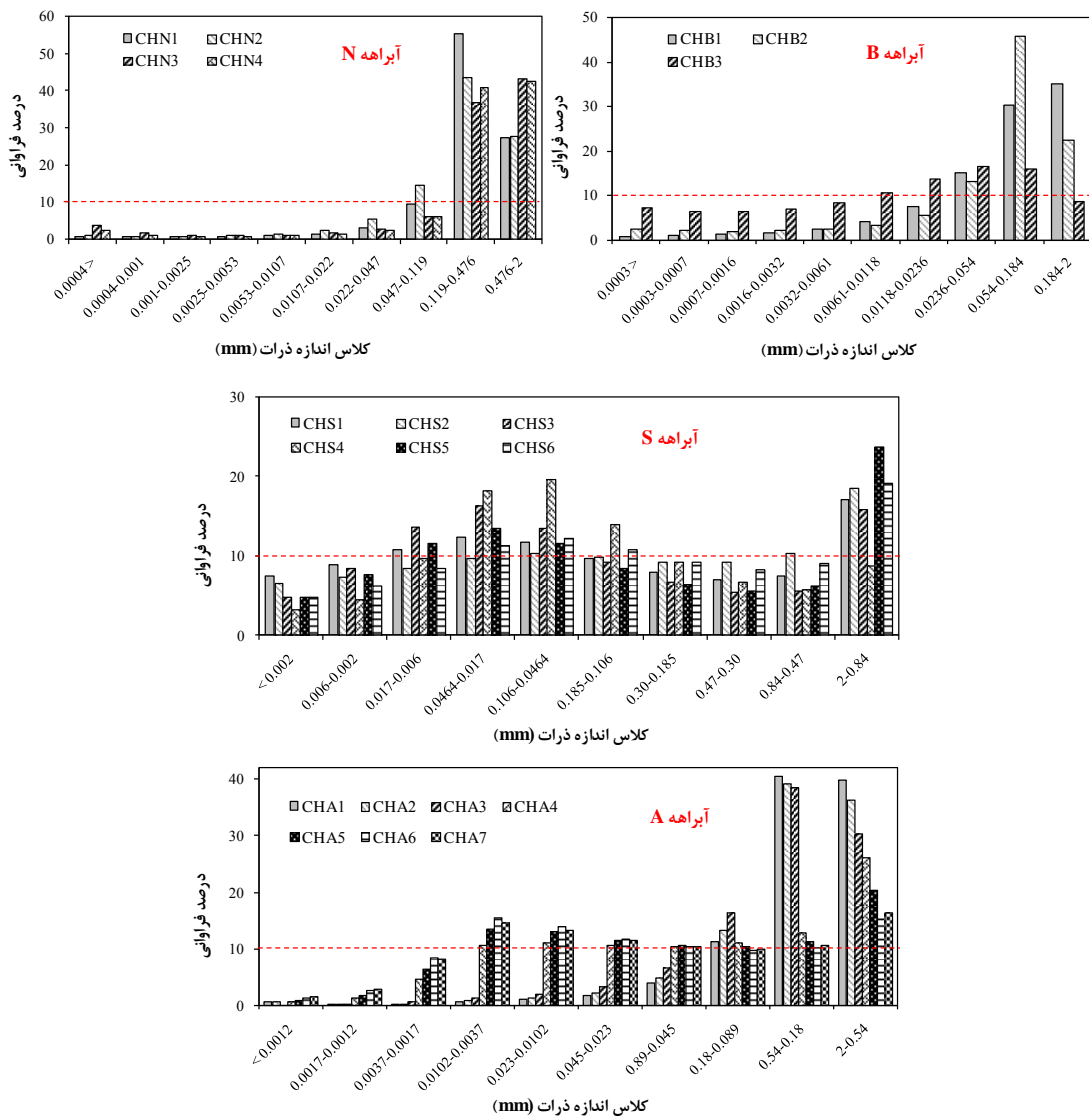 60
50
40
30
20
10
0
درصد فراوانی
CHN1 CHN2
CHN3 CHN4
آبراهه N
0.0004> 0.0004-0.001 0.001-0.0025 0.0025-0.0053 0.0053-0.0107 0.0107-0.022 0.022-0.047 0.047-0.119 0.119-0.476 0.476-2
کلاس اندازه ذرات (mm)
50
40
30
20
10
0
درصد فراوانی
CHB1 CHB2
CHB3
آبراهه B
0.0003> 0.0003-0.0007 0.0007-0.0016 0.0016-0.0032 0.0032-0.0061 0.0061-0.0118 0.0118-0.0236 0.0236-0.054 0.054-0.184 0.184-2
کلاس اندازه ذرات (mm)
30
20
10
0
درصد فراوانی
CHS1 CHS2 CHS3
CHS4 CHS5 CHS6
آبراهه S
< 0.002 0.006-0.002 0.017-0.006 0.0464-0.017 0.106-0.0464 0.185-0.106 0.30-0.185 0.47-0.30 0.84-0.47 2-0.84
کلاس اندازه ذرات (mm)
40
30
20
10
0
درصد فراوانی
CHA1 CHA2 CHA3 CHA4
CHA5 CHA6 CHA7
آبراهه A
< 0.0012 0.0017-0.0012 0.0037-0.0017 0.0102-0.0037 0.023-0.0102 0.045-0.023 0.89-0.045 0.18-0.089 0.54-0.18 2-0.54
کلاس اندازه ذرات (mm)